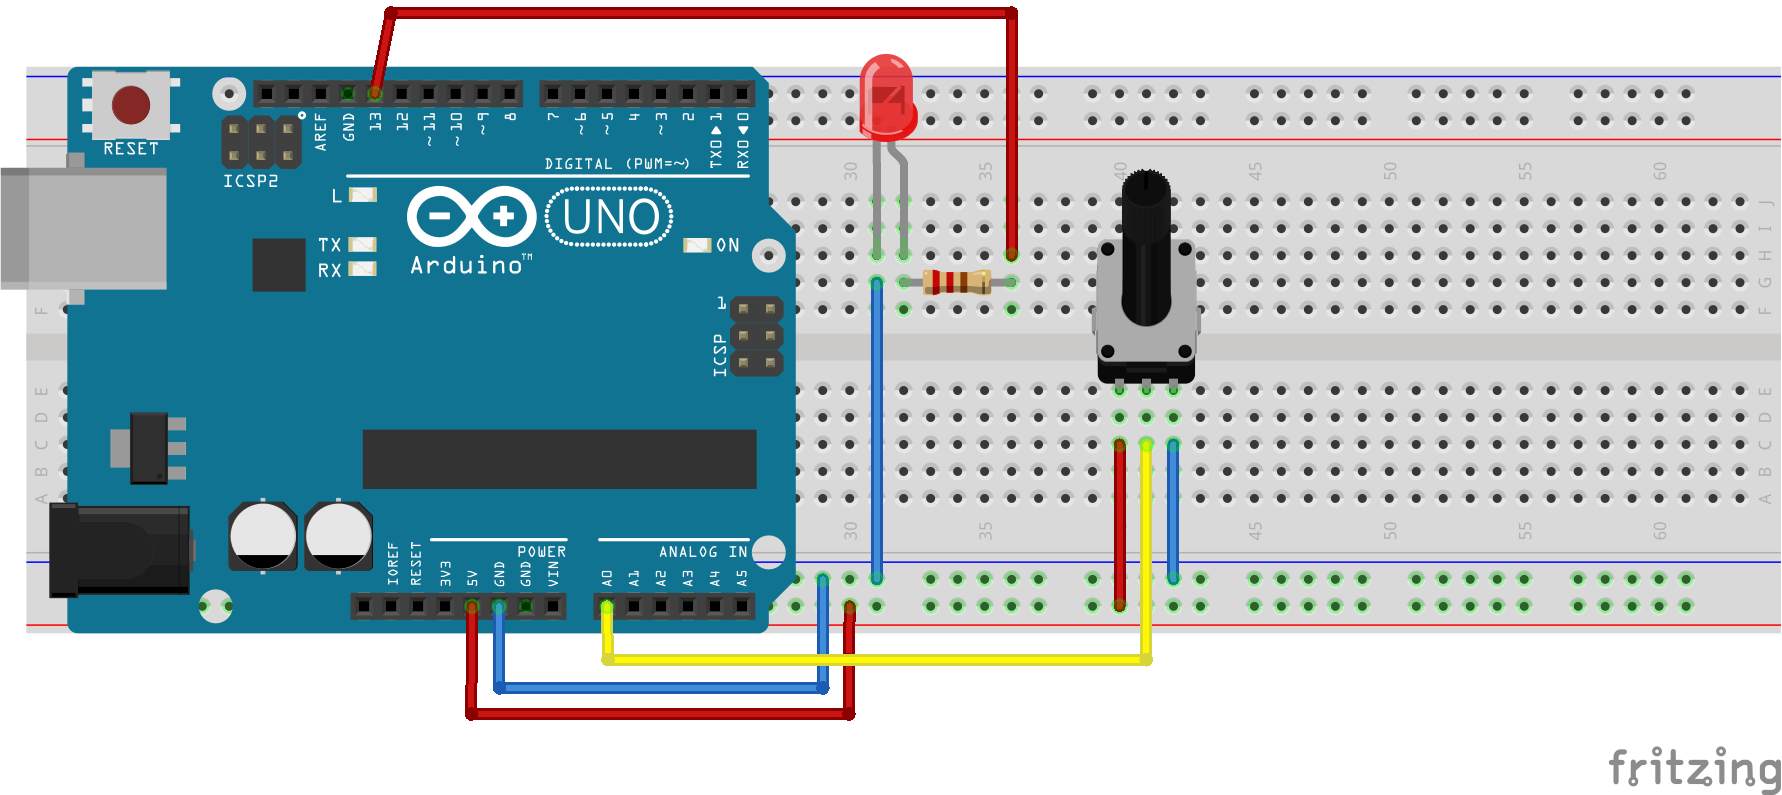 RESET
ICSP2
AREF
GND
13
12
~11
~10
~9
8
7
~6
~5
4
~3
2
TX0▶1
RX0◀0
DIGITAL (PWM=~)
L
TX
RX
UNO
ON
Arduino™
1
ICSP
30
35
40
45
50
55
60
J
I
H
G
F
F
E
D
C
B
A
E
D
C
B
A
30
35
45
50
55
60
IOREF
RESET
3V3
5V
GND
GND
VIN
POWER
A0
A1
A2
A3
A4
A5
ANALOG IN
fritzing